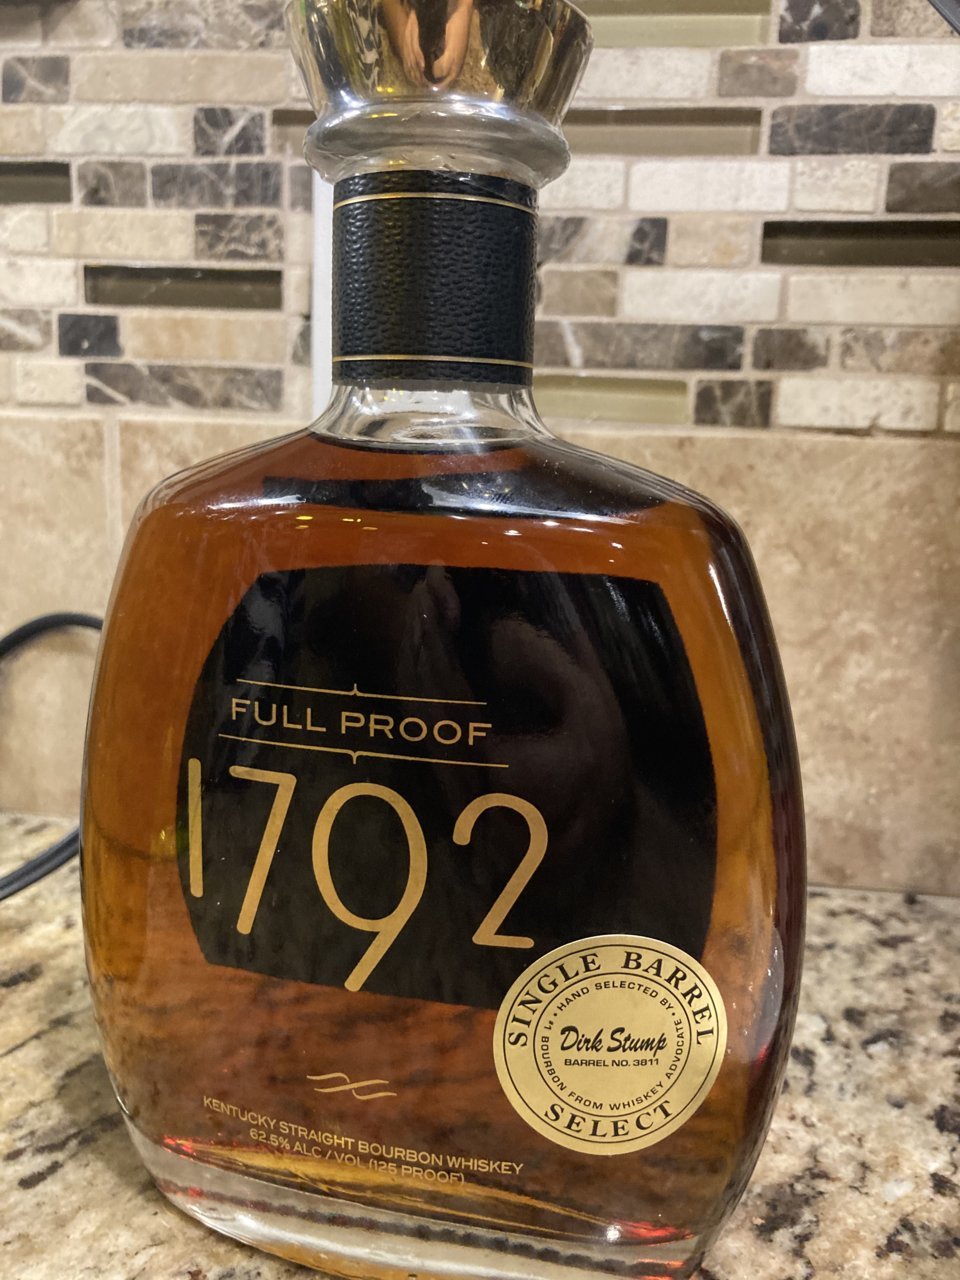 FULL PROOF
1792
KENTUCKY STRAIGHT BOURBON WHISKEY
62.5% ALC / VOL (125 PROOF)
SINGLE BARREL
HAND SELECTED BY
Dirk Stump
BARREL NO. 3811
#1 BOURBON FROM WHISKEY ADVOCATE
SELECT